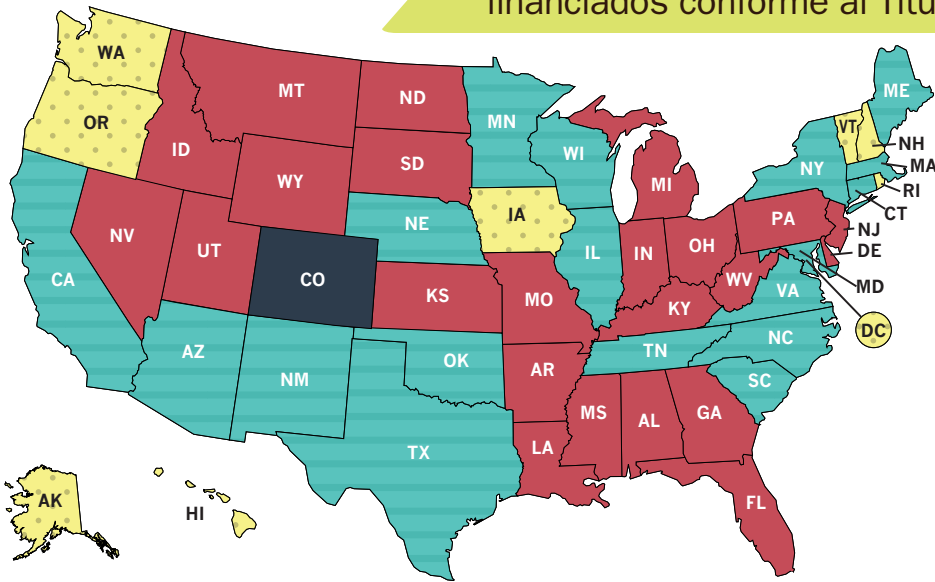 financiados conforme al Títu
WA
MT
ND
MN
ME
OR
ID
SD
WI
VT
NH
NY
MA
WY
MI
RI
IA
CT
NE
PA
NJ
NV
UT
IL
IN
OH
DE
CO
WV
MD
CA
KS
MO
VA
KY
DC
AZ
NM
OK
TN
NC
AR
SC
MS
AL
GA
TX
LA
AK
HI
FL